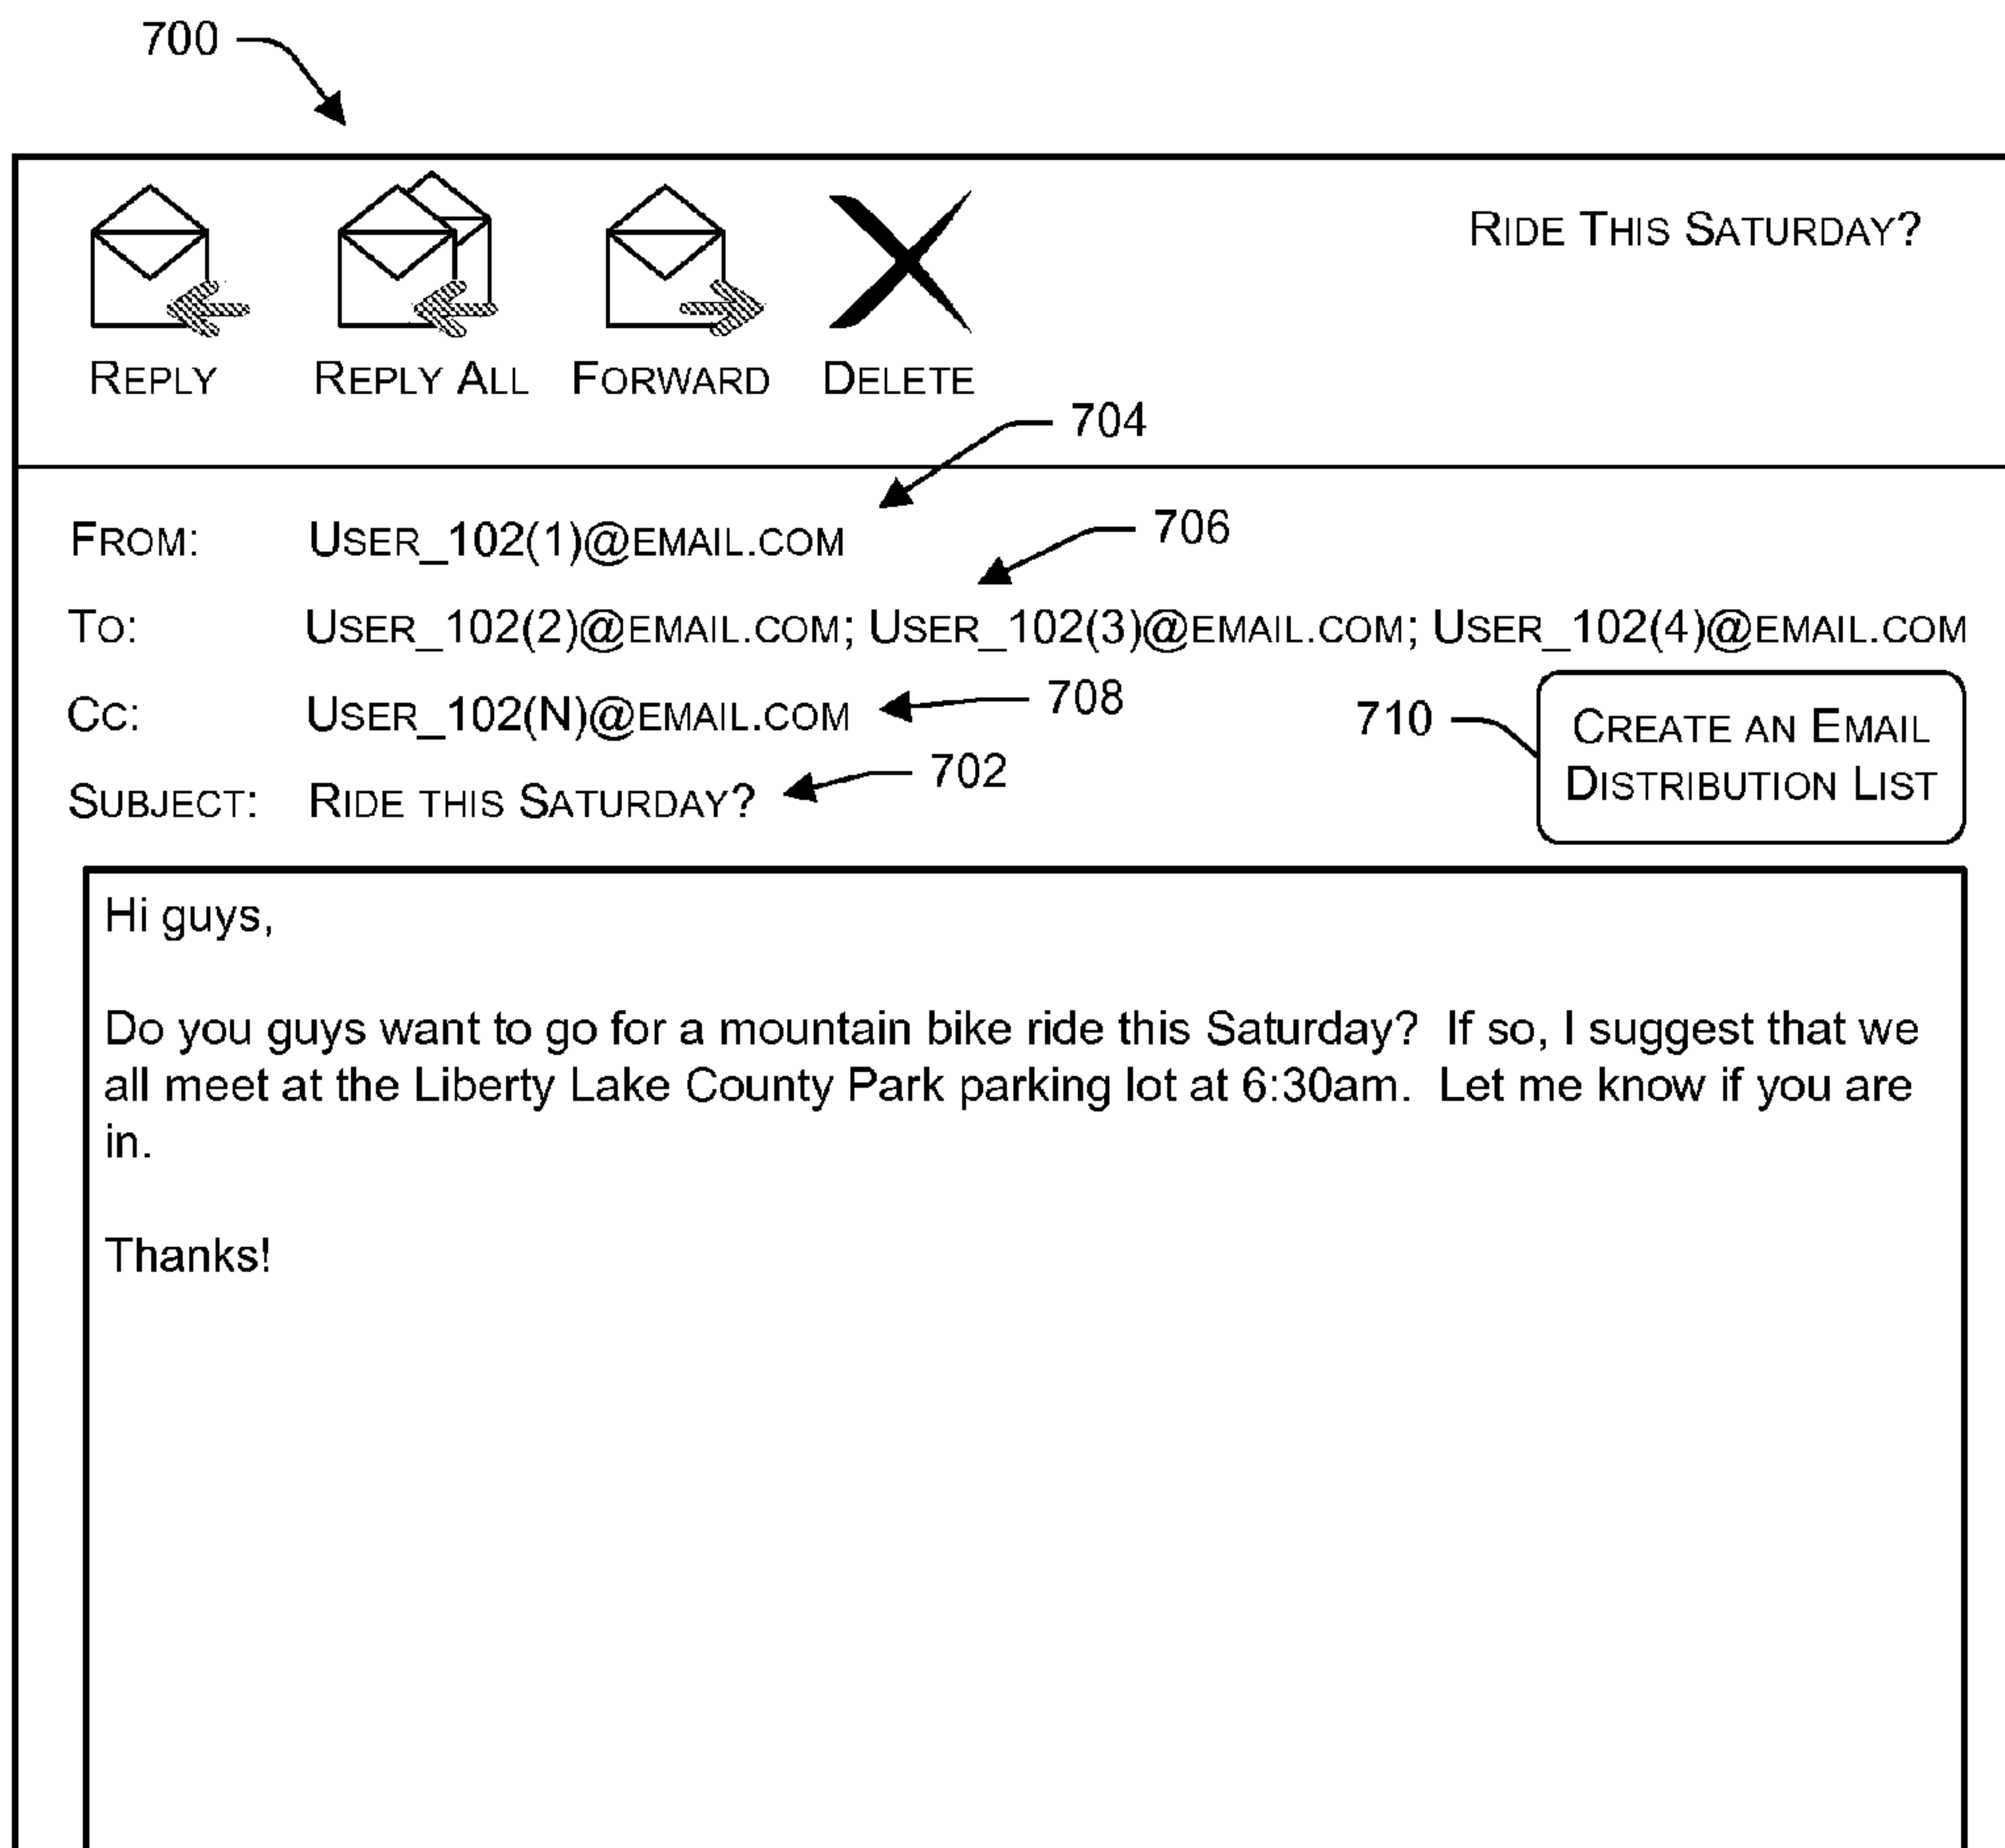 700
Ride This Saturday?
Reply Reply All Forward Delete
704
From: User_102(1)@email.com
706
To: User_102(2)@email.com; User_102(3)@email.com; User_102(4)@email.com
Cc: User_102(N)@email.com
708
710
Create an Email
Distribution List
Subject: Ride this Saturday?
702
Hi guys,
Do you guys want to go for a mountain bike ride this Saturday?  If so, I suggest that we
all meet at the Liberty Lake County Park parking lot at 6:30am.  Let me know if you are
in.
Thanks!